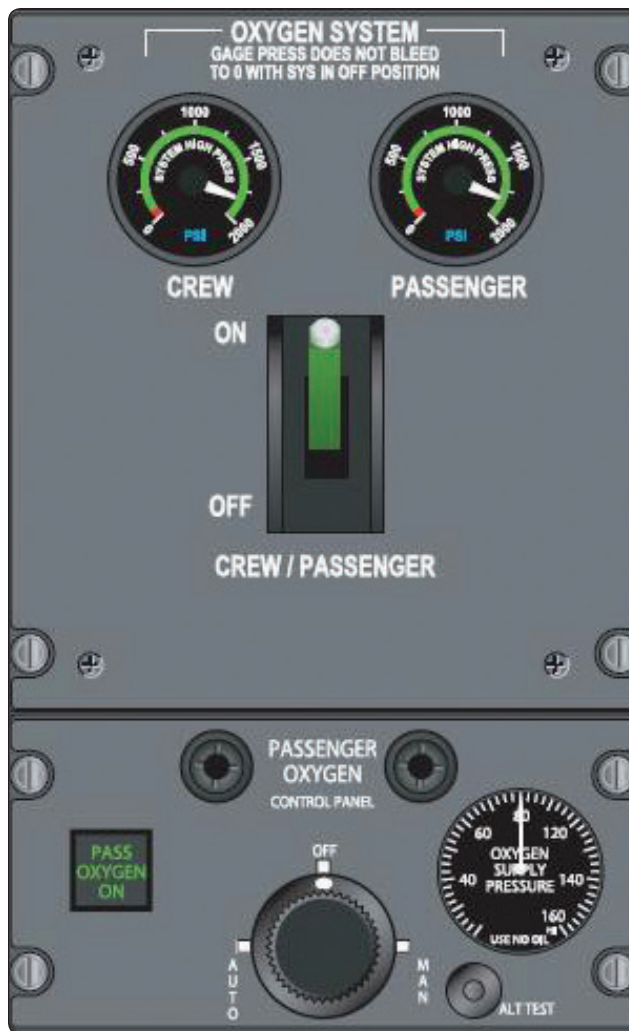 OXYGEN SYSTEM
GAGE PRESS DOES NOT BLEED
TO 0 WITH SYS IN OFF POSITION
0
500
1000
1500
2000
SYSTEM HIGH PRESS
PSI
0
500
1000
1500
2000
SYSTEM HIGH PRESS
PSI
CREW
PASSENGER
ON
OFF
CREW / PASSENGER
PASSENGER
OXYGEN
CONTROL PANEL
PASS
OXYGEN
ON
OFF
AUTO
MAN
40
60
80
120
140
160
OXYGEN
SUPPLY
PRESSURE
PSI
USE NO OIL
ALT TEST